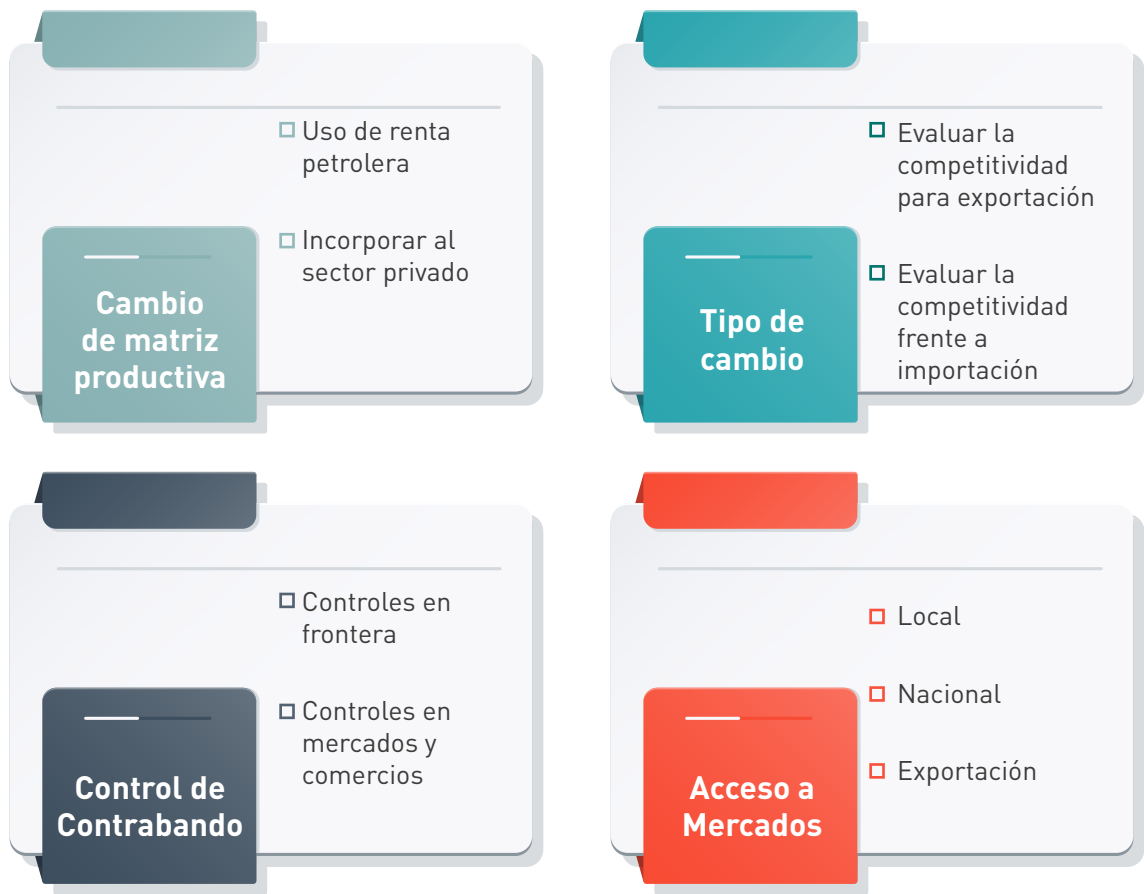 Uso de renta
petrolera
Incorporar al
sector privado
Cambio
de matriz
productiva
Evaluar la
competitividad
para exportación
Evaluar la
competitividad
frente a
importación
Tipo de
cambio
Controles en
frontera
Controles en
mercados y
comercios
Control de
Contrabando
Local
Nacional
Exportación
Acceso a
Mercados